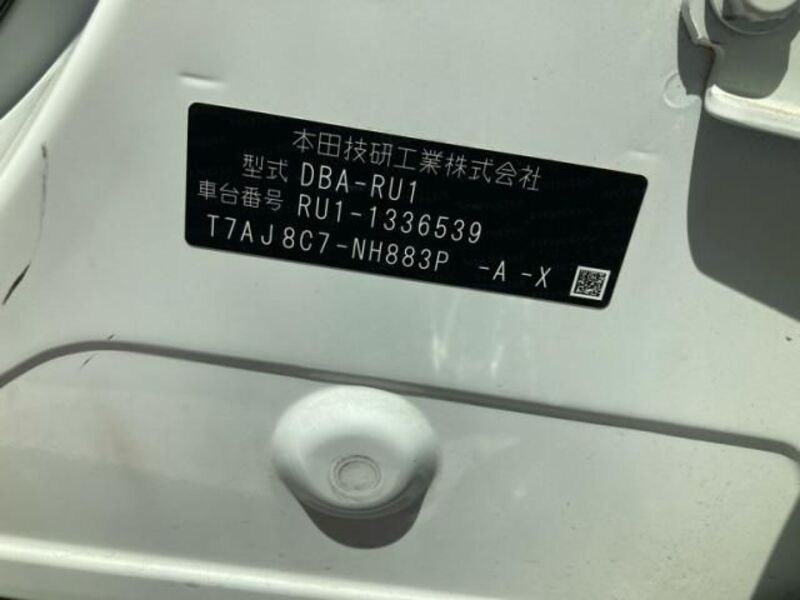 本田技研工業株式会社
型式 DBA-RU1
車台番号 RU1-1336539
T7AJ8C7-NH883P -A -X